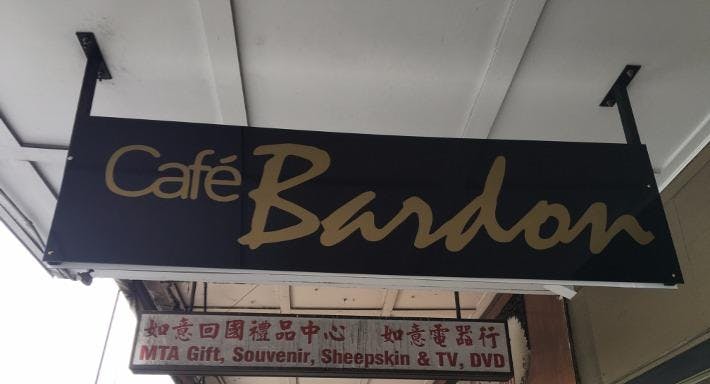 Café Bardon
如意回國禮品中心 如意電器行
MTA Gift, Souvenir, Sheepskin & TV, DVD